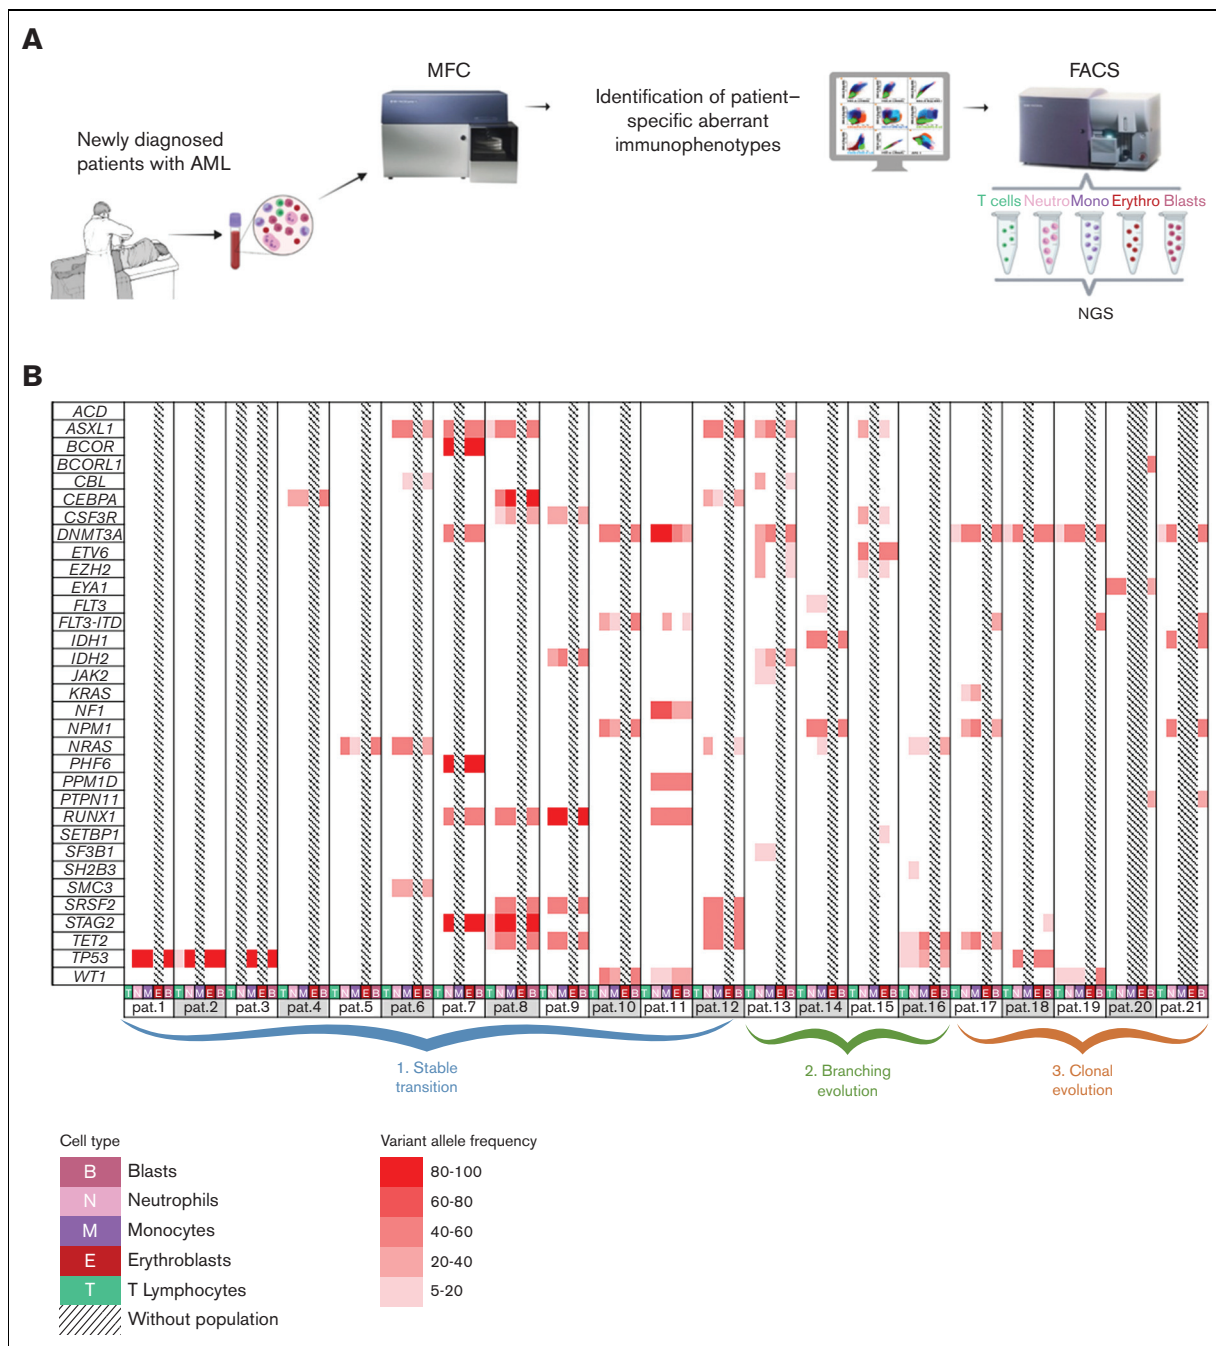 A
MFC
FACS
Newly diagnosed
patients with AML
Identification of patient–
specific aberrant
immunophenotypes
T cells Neutro Mono Erythro Blasts
NGS
B
ACD
ASXL1
BCOR
BCORL1
CBL
CEBPA
CSF3R
DNMT3A
ETV6
EZH2
EYA1
FLT3
FLT3-ITD
IDH1
IDH2
JAK2
KRAS
NF1
NPM1
NRAS
PHF6
PPM1D
PTPN11
RUNX1
SETBP1
SF3B1
SH2B3
SMC3
SRSF2
STAG2
TET2
TP53
WT1
T N M E B T N M E B T N M E B T N M E B T N M E B T N M E B T N M E B T N M E B T N M E B T N M E B T N M E B T N M E B T N M E B T N M E B T N M E B T N M E B T N M E B T N M E B T N M E B T N M E B T N M E B
pat.1 pat.2 pat.3 pat.4 pat.5 pat.6 pat.7 pat.8 pat.9 pat.10 pat.11 pat.12 pat.13 pat.14 pat.15 pat.16 pat.17 pat.18 pat.19 pat.20 pat.21
1. Stable
transition
2. Branching
evolution
3. Clonal
evolution
Cell type
B Blasts
N Neutrophils
M Monocytes
E Erythroblasts
T T Lymphocytes
Without population
Variant allele frequency
80-100
60-80
40-60
20-40
5-20